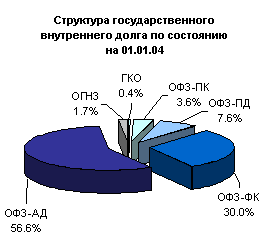 Структура государственного
внутреннего долга по состоянию
на 01.01.04
ГКО
0.4%
ОФЗ-ПК
3.6%
ОГНЗ
1.7%
ОФЗ-ПД
7.6%
ОФЗ-ФК
30.0%
ОФЗ-АД
56.6%